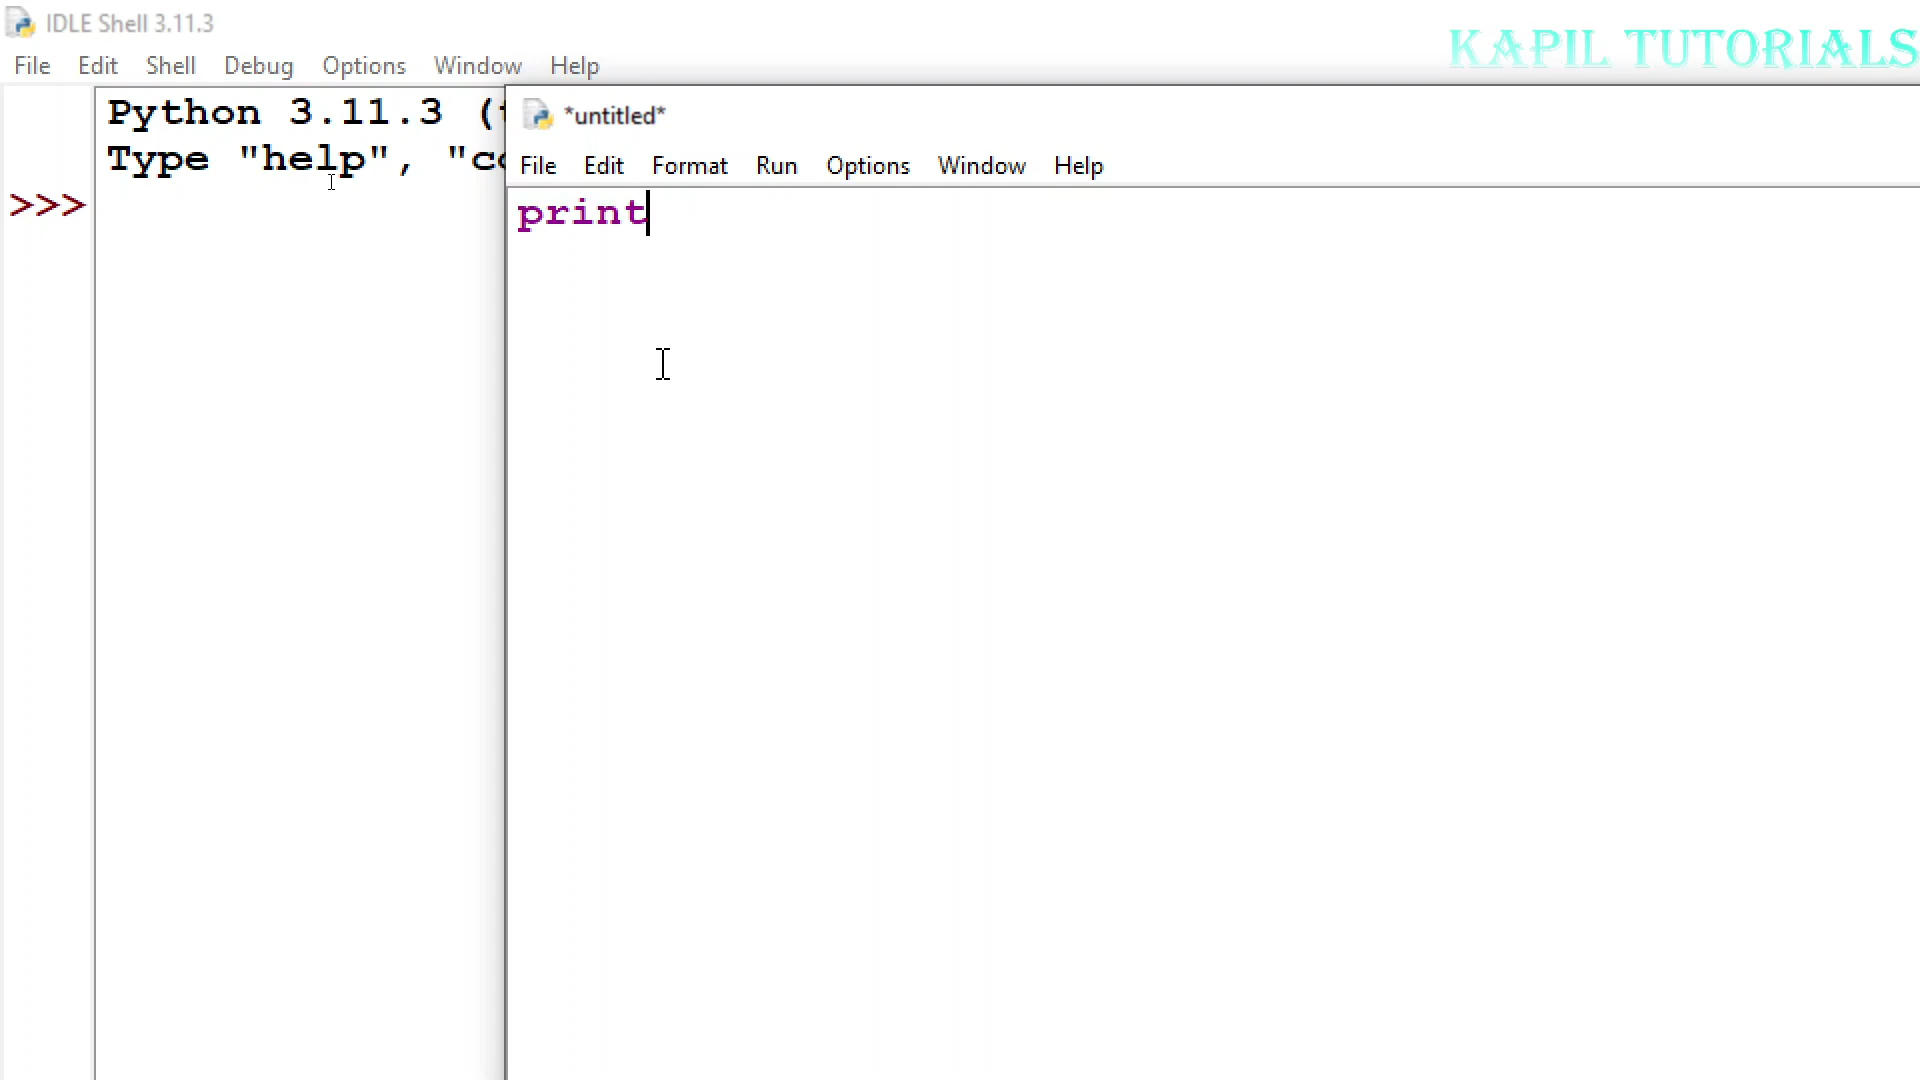 IDLE Shell 3.11.3
KAPIL TUTORIALS
File Edit Shell Debug Options Window Help
Python 3.11.3 (
Type "help", "co
>>>
*untitled*
File Edit Format Run Options Window Help
print